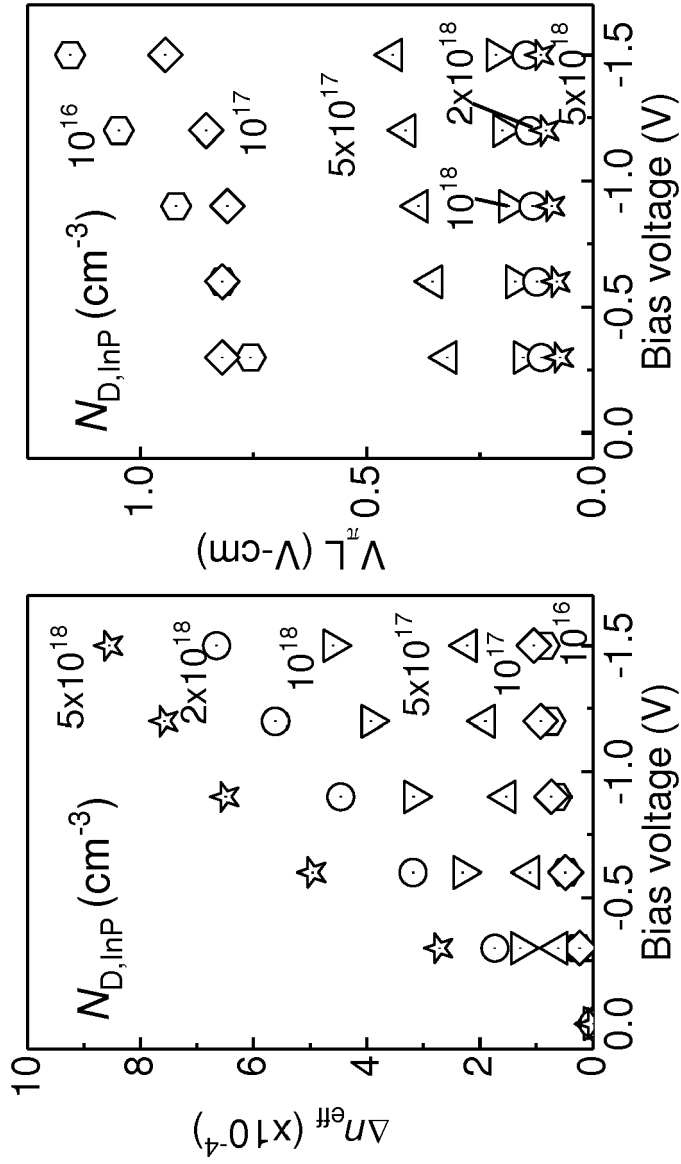 10
8
6
4
2
0
Δn_eff (x10^-4)
N_D,InP (cm^-3)
5x10^18
2x10^18
10^18
5x10^17
10^17
10^16
0.0 -0.5 -1.0 -1.5
Bias voltage (V)
1.0
0.5
0.0
V_π L (V-cm)
N_D,InP (cm^-3)
10^16
10^17
5x10^17
10^18
2x10^18
5x10^18
0.0 -0.5 -1.0 -1.5
Bias voltage (V)